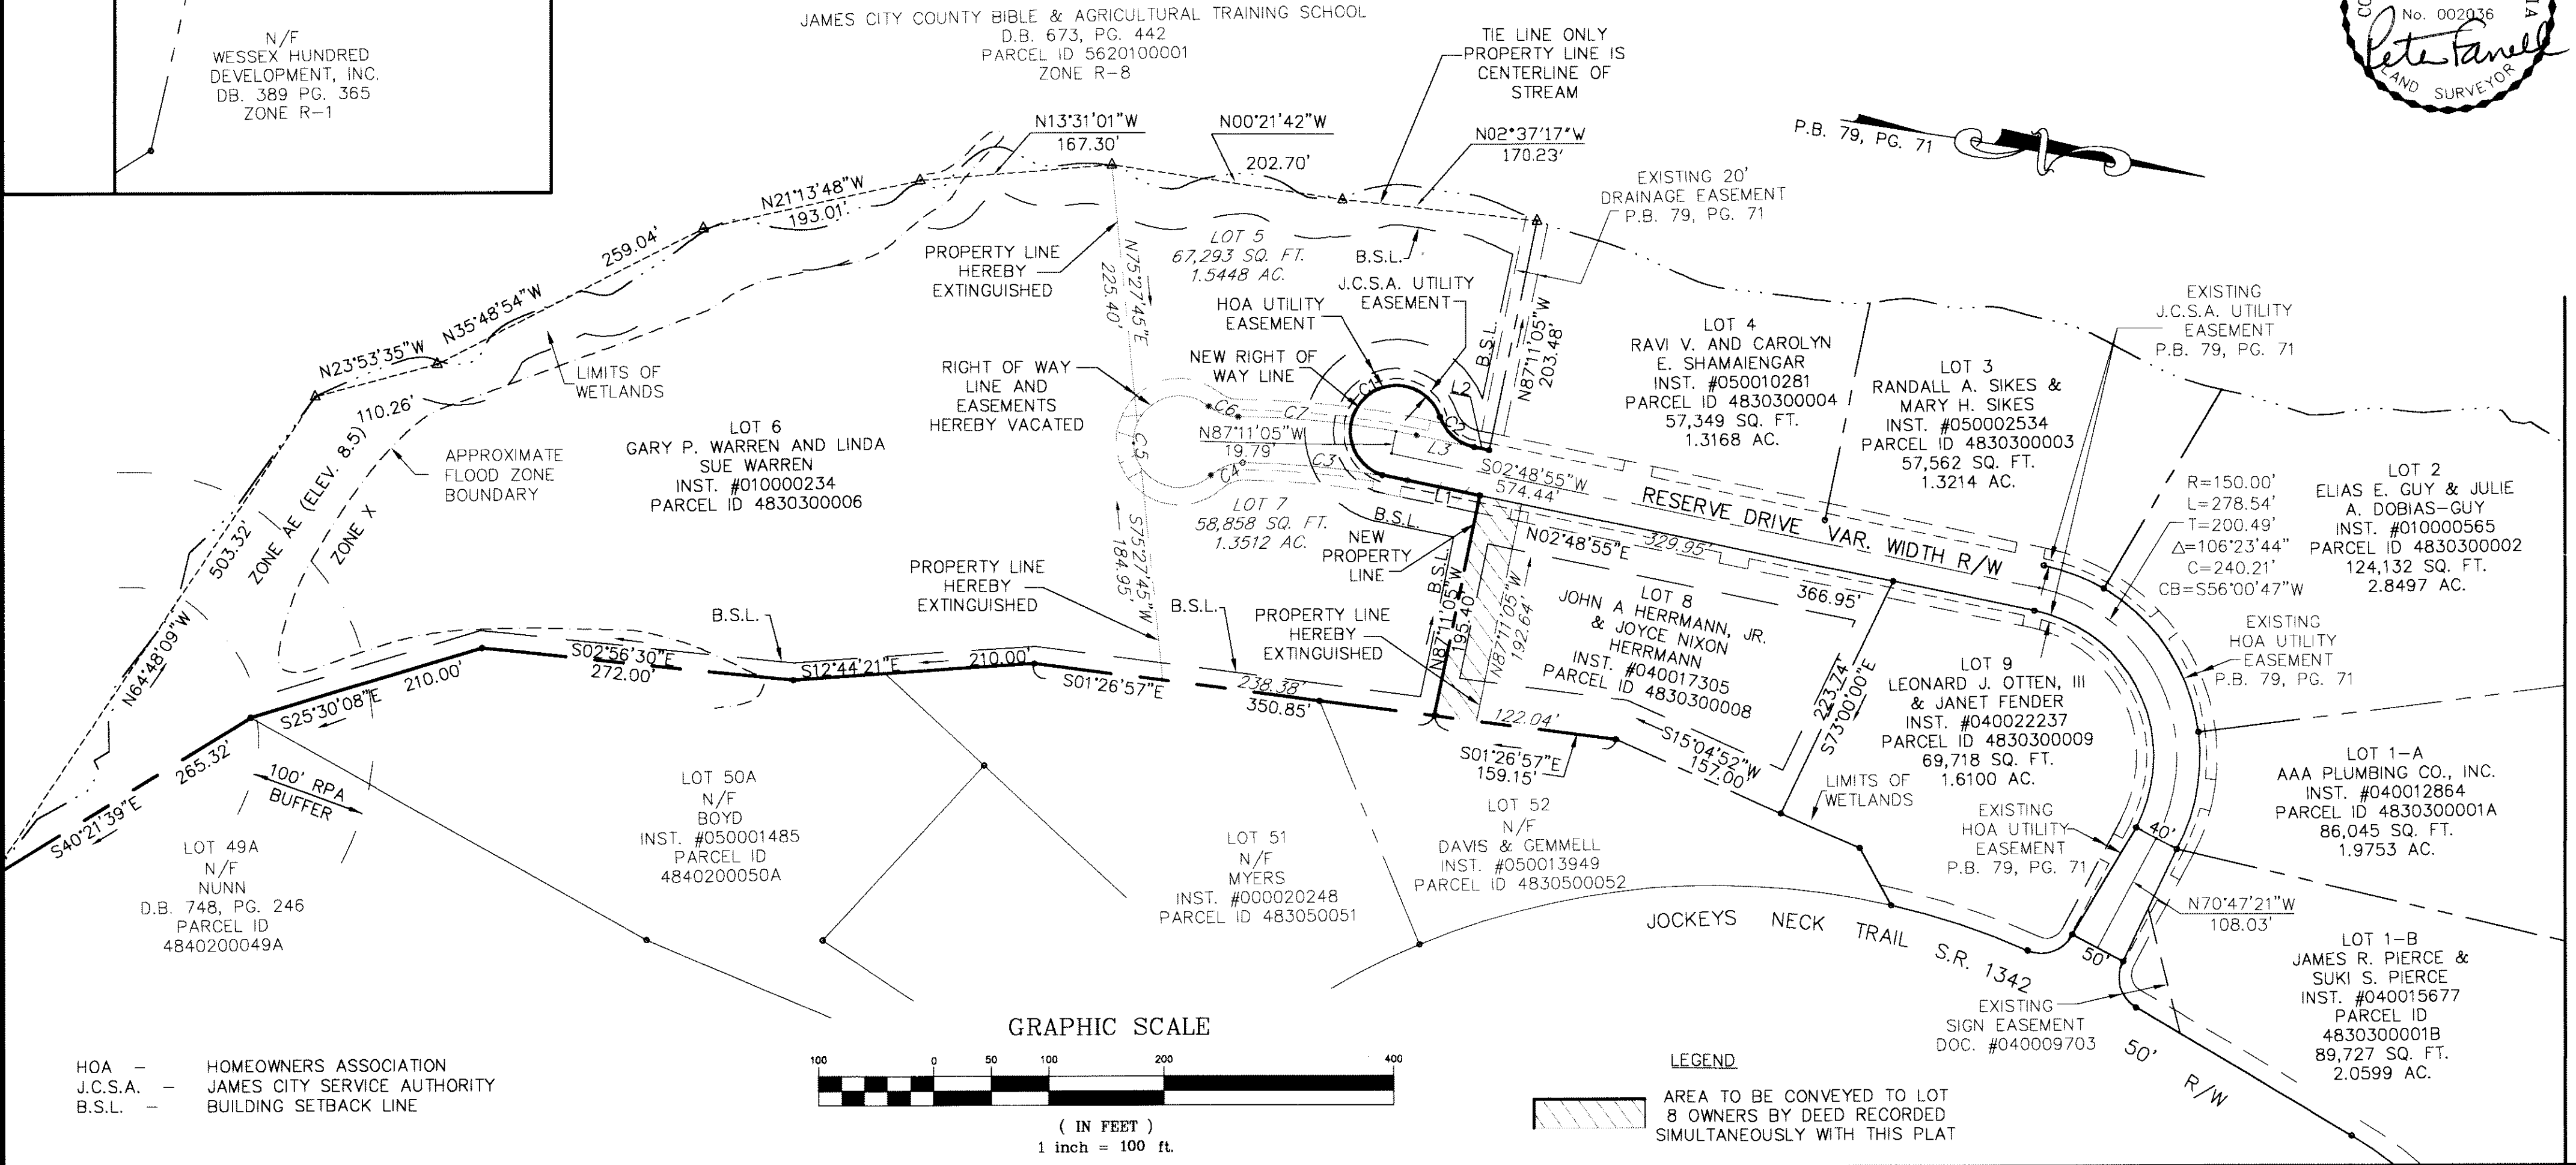 N/F
WESSEX HUNDRED
DEVELOPMENT, INC.
DB. 389 PG. 365
ZONE R-1
JAMES CITY COUNTY BIBLE & AGRICULTURAL TRAINING SCHOOL
D.B. 673, PG. 442
PARCEL ID 5620100001
ZONE R-8
TIE LINE ONLY
PROPERTY LINE IS
CENTERLINE OF
STREAM
No. 002036
Pete Farrell
LAND SURVEYOR
P.B. 79, PG. 71
N13°31'01"W
167.30'
N00°21'42"W
202.70'
N02°37'17"W
170.23'
N21°13'48"W
193.01'
259.04'
N35°48'54"W
N23°53'35"W
110.26'
503.32'
N64°48'09"W
ZONE AE (ELEV. 8.5)
ZONE X
LIMITS OF
WETLANDS
APPROXIMATE
FLOOD ZONE
BOUNDARY
PROPERTY LINE
HEREBY
EXTINGUISHED
N75°27'45"E
225.40'
LOT 5
67,293 SQ. FT.
1.5448 AC.
B.S.L.
EXISTING 20'
DRAINAGE EASEMENT
P.B. 79, PG. 71
J.C.S.A. UTILITY
EASEMENT
HOA UTILITY
EASEMENT
NEW RIGHT OF
WAY LINE
RIGHT OF WAY
LINE AND
EASEMENTS
HEREBY VACATED
B.S.L.
N87°11'05"W
203.48'
C1
L2
C2
C6
C7
L3
N87°11'05"W
19.79'
C5
C4
C3
L1
LOT 6
GARY P. WARREN AND LINDA
SUE WARREN
INST. #010000234
PARCEL ID 4830300006
LOT 7
58,858 SQ. FT.
1.3512 AC.
B.S.L.
NEW
PROPERTY
LINE
S75°27'45"W
184.95'
PROPERTY LINE
HEREBY
EXTINGUISHED
S02°48'55"W
574.44'
RESERVE DRIVE VAR. WIDTH R/W
N02°48'55"E
329.95'
366.95'
LOT 4
RAVI V. AND CAROLYN
E. SHAMAIENGAR
INST. #050010281
PARCEL ID 4830300004
57,349 SQ. FT.
1.3168 AC.
LOT 3
RANDALL A. SIKES &
MARY H. SIKES
INST. #050002534
PARCEL ID 4830300003
57,562 SQ. FT.
1.3214 AC.
EXISTING
J.C.S.A. UTILITY
EASEMENT
P.B. 79, PG. 71
LOT 2
ELIAS E. GUY & JULIE
A. DOBIAS-GUY
INST. #010000565
PARCEL ID 4830300002
124,132 SQ. FT.
2.8497 AC.
R=150.00'
L=278.54'
T=200.49'
Δ=106°23'44"
C=240.21'
CB=S56°00'47"W
EXISTING
HOA UTILITY
EASEMENT
P.B. 79, PG. 71
B.S.L.
B.S.L.
B.S.L.
N87°11'05"W
195.40'
N87°11'05"W
192.64'
PROPERTY LINE
HEREBY
EXTINGUISHED
LOT 8
JOHN A HERRMANN, JR.
& JOYCE NIXON
HERRMANN
INST. #040017305
PARCEL ID 4830300008
223.74'
S73°00'00"E
LOT 9
LEONARD J. OTTEN, III
& JANET FENDER
INST. #040022237
PARCEL ID 4830300009
69,718 SQ. FT.
1.6100 AC.
LIMITS OF
WETLANDS
EXISTING
HOA UTILITY
EASEMENT
P.B. 79, PG. 71
S02°56'30"E
272.00'
S12°44'21"E
210.00'
S01°26'57"E
238.38'
350.85'
122.04'
S01°26'57"E
159.15'
S15°04'52"W
157.00'
S25°30'08"E
210.00'
265.32'
S40°21'39"E
100' RPA
BUFFER
LOT 49A
N/F
NUNN
D.B. 748, PG. 246
PARCEL ID
4840200049A
LOT 50A
N/F
BOYD
INST. #050001485
PARCEL ID
4840200050A
LOT 51
N/F
MYERS
INST. #000020248
PARCEL ID 483050051
LOT 52
N/F
DAVIS & GEMMELL
INST. #050013949
PARCEL ID 4830500052
JOCKEYS NECK TRAIL S.R. 1342
LOT 1-A
AAA PLUMBING CO., INC.
INST. #040012864
PARCEL ID 4830300001A
86,045 SQ. FT.
1.9753 AC.
40'
N70°47'21"W
108.03'
50'
LOT 1-B
JAMES R. PIERCE &
SUKI S. PIERCE
INST. #040015677
PARCEL ID
4830300001B
89,727 SQ. FT.
2.0599 AC.
EXISTING
SIGN EASEMENT
DOC. #040009703
50' R/W
HOA - HOMEOWNERS ASSOCIATION
J.C.S.A. - JAMES CITY SERVICE AUTHORITY
B.S.L. - BUILDING SETBACK LINE
GRAPHIC SCALE
100 0 50 100 200 400
( IN FEET )
1 inch = 100 ft.
LEGEND
AREA TO BE CONVEYED TO LOT
8 OWNERS BY DEED RECORDED
SIMULTANEOUSLY WITH THIS PLAT